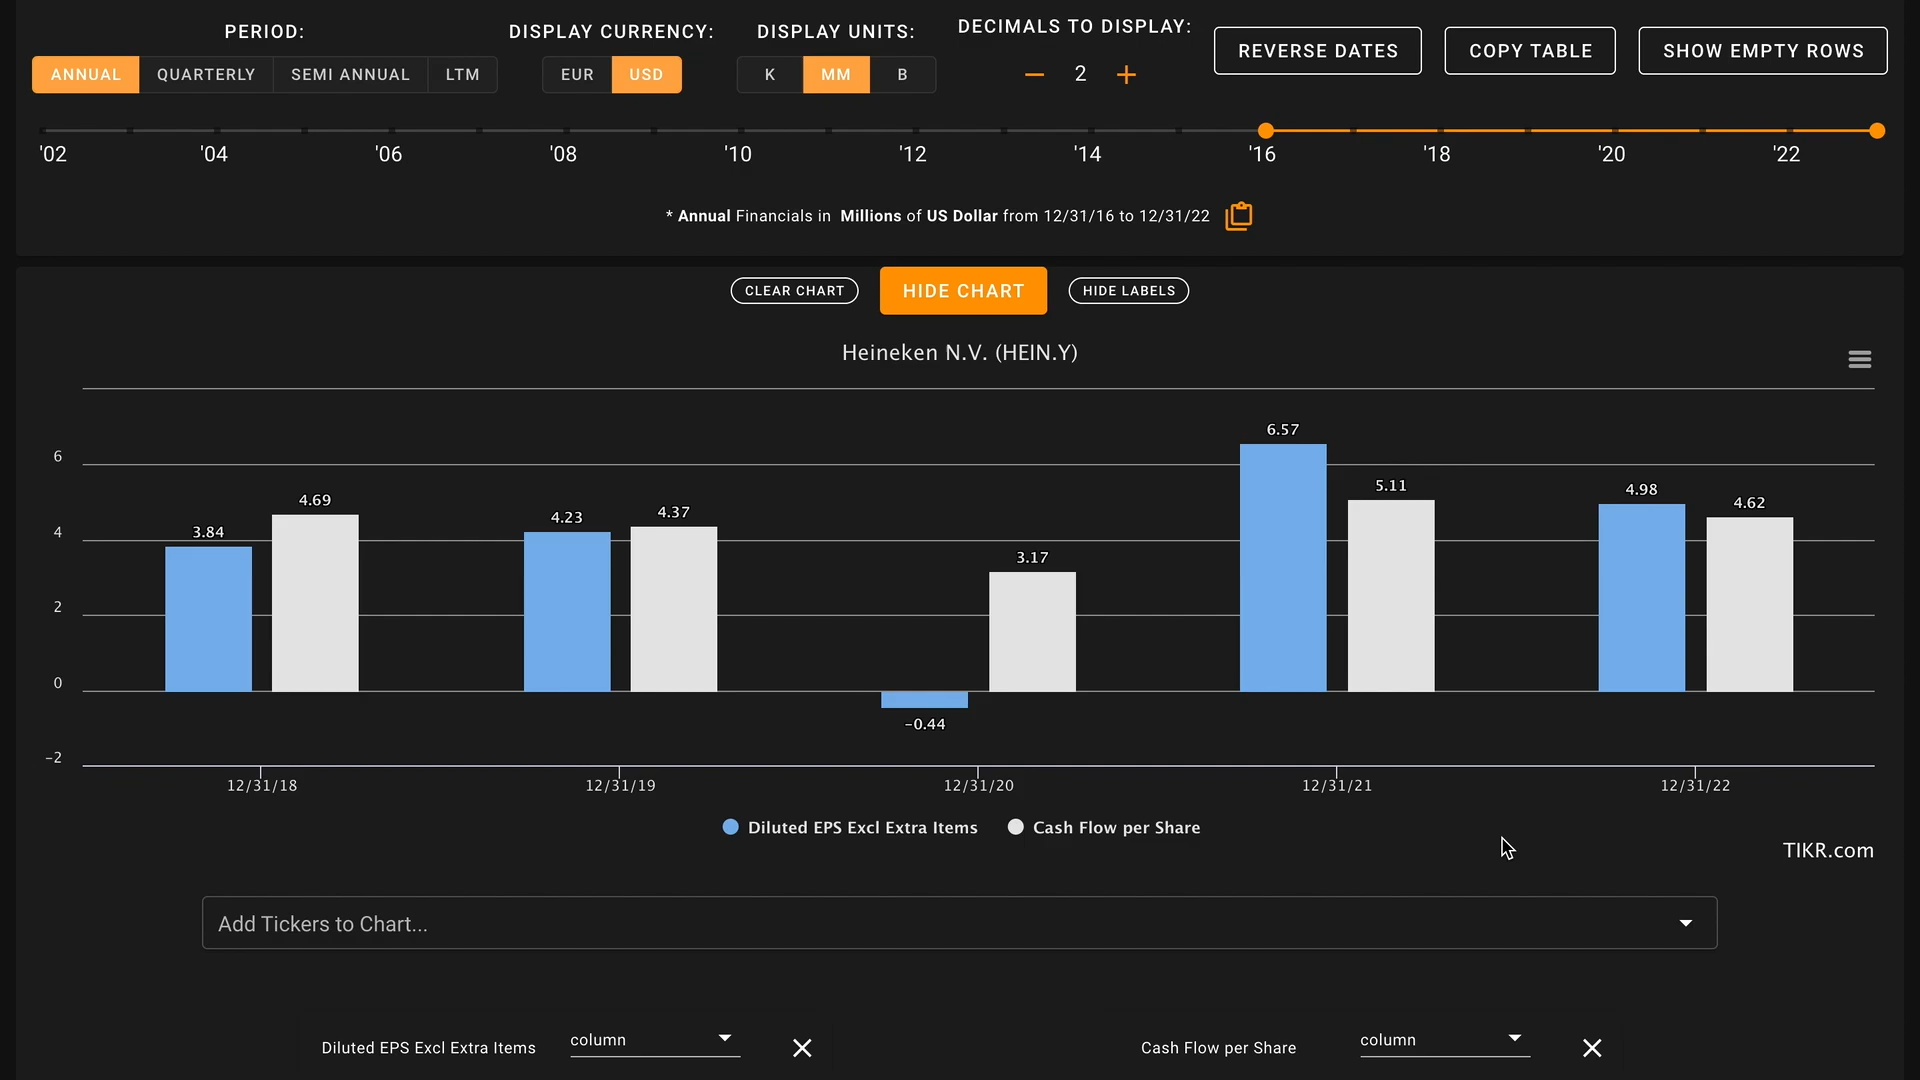 PERIOD:
DISPLAY CURRENCY:
DISPLAY UNITS:
DECIMALS TO DISPLAY:
ANNUAL QUARTERLY SEMI ANNUAL LTM
EUR USD
K MM B
2
REVERSE DATES
COPY TABLE
SHOW EMPTY ROWS
'02 '04 '06 '08 '10 '12 '14 '16 '18 '20 '22
* Annual Financials in Millions of US Dollar from 12/31/16 to 12/31/22
CLEAR CHART
HIDE CHART
HIDE LABELS
Heineken N.V. (HEIN.Y)
6
4
2
0
-2
3.84
4.69
4.23
4.37
-0.44
3.17
6.57
5.11
4.98
4.62
12/31/18 12/31/19 12/31/20 12/31/21 12/31/22
Diluted EPS Excl Extra Items Cash Flow per Share
TIKR.com
Add Tickers to Chart...
Diluted EPS Excl Extra Items column
Cash Flow per Share column